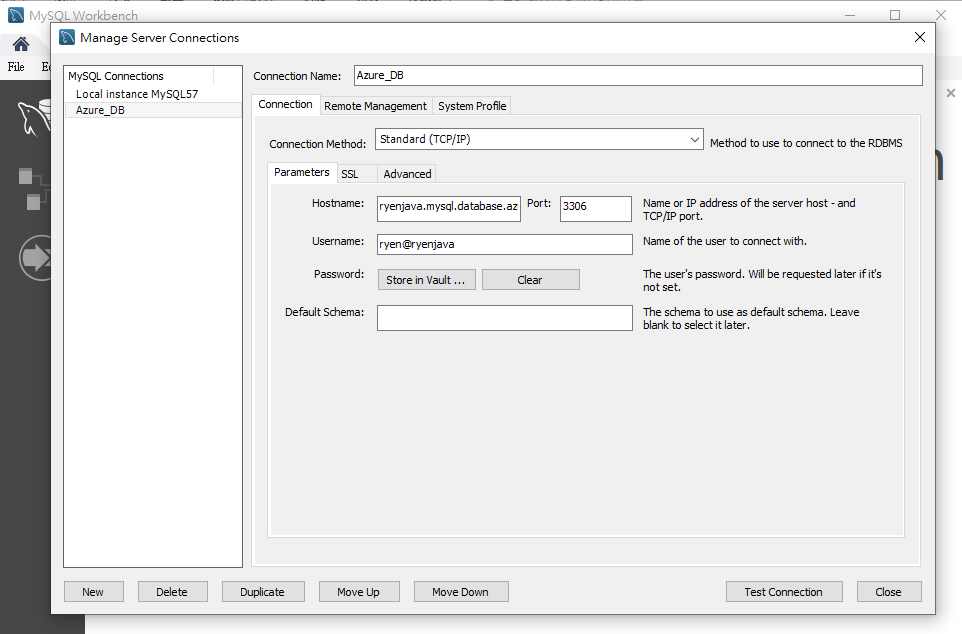 MySQL Workbench
Manage Server Connections
File
MySQL Connections
Local instance MySQL57
Azure_DB
Connection Name:
Azure_DB
Connection
Remote Management
System Profile
Connection Method:
Standard (TCP/IP)
Method to use to connect to the RDBMS
Parameters
SSL
Advanced
Hostname:
ryenjava.mysql.database.az
Port:
3306
Name or IP address of the server host - and
TCP/IP port.
Username:
ryen@ryenjava
Name of the user to connect with.
Password:
Store in Vault ...
Clear
The user's password. Will be requested later if it's
not set.
Default Schema:
The schema to use as default schema. Leave
blank to select it later.
New
Delete
Duplicate
Move Up
Move Down
Test Connection
Close